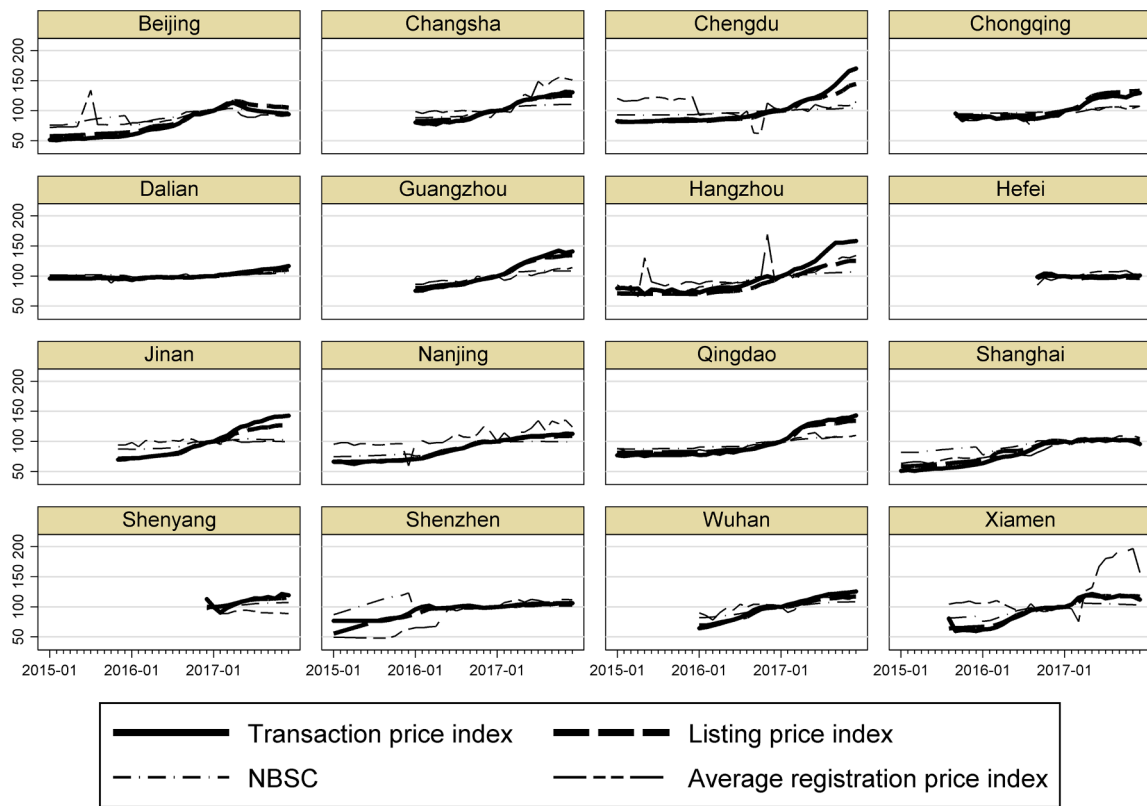 Beijing Changsha Chengdu Chongqing
200
150
100
50
Dalian Guangzhou Hangzhou Hefei
200
150
100
50
Jinan Nanjing Qingdao Shanghai
200
150
100
50
Shenyang Shenzhen Wuhan Xiamen
200
150
100
50
2015-01 2016-01 2017-01 2015-01 2016-01 2017-01 2015-01 2016-01 2017-01 2015-01 2016-01 2017-01
Transaction price index Listing price index
NBSC Average registration price index